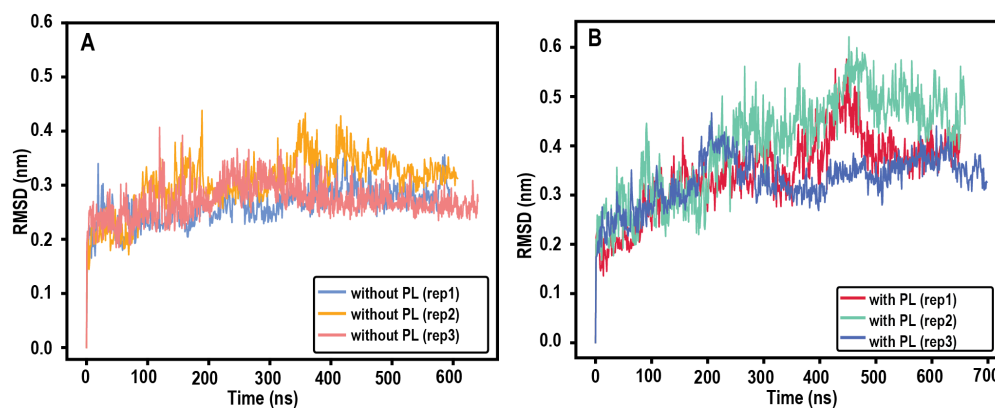 A
0.6
0.5
0.4
0.3
0.2
0.1
0.0
RMSD (nm)
without PL (rep1)
without PL (rep2)
without PL (rep3)
0 100 200 300 400 500 600
Time (ns)
B
0.6
0.5
0.4
0.3
0.2
0.1
0.0
RMSD (nm)
with PL (rep1)
with PL (rep2)
with PL (rep3)
0 100 200 300 400 500 600 700
Time (ns)